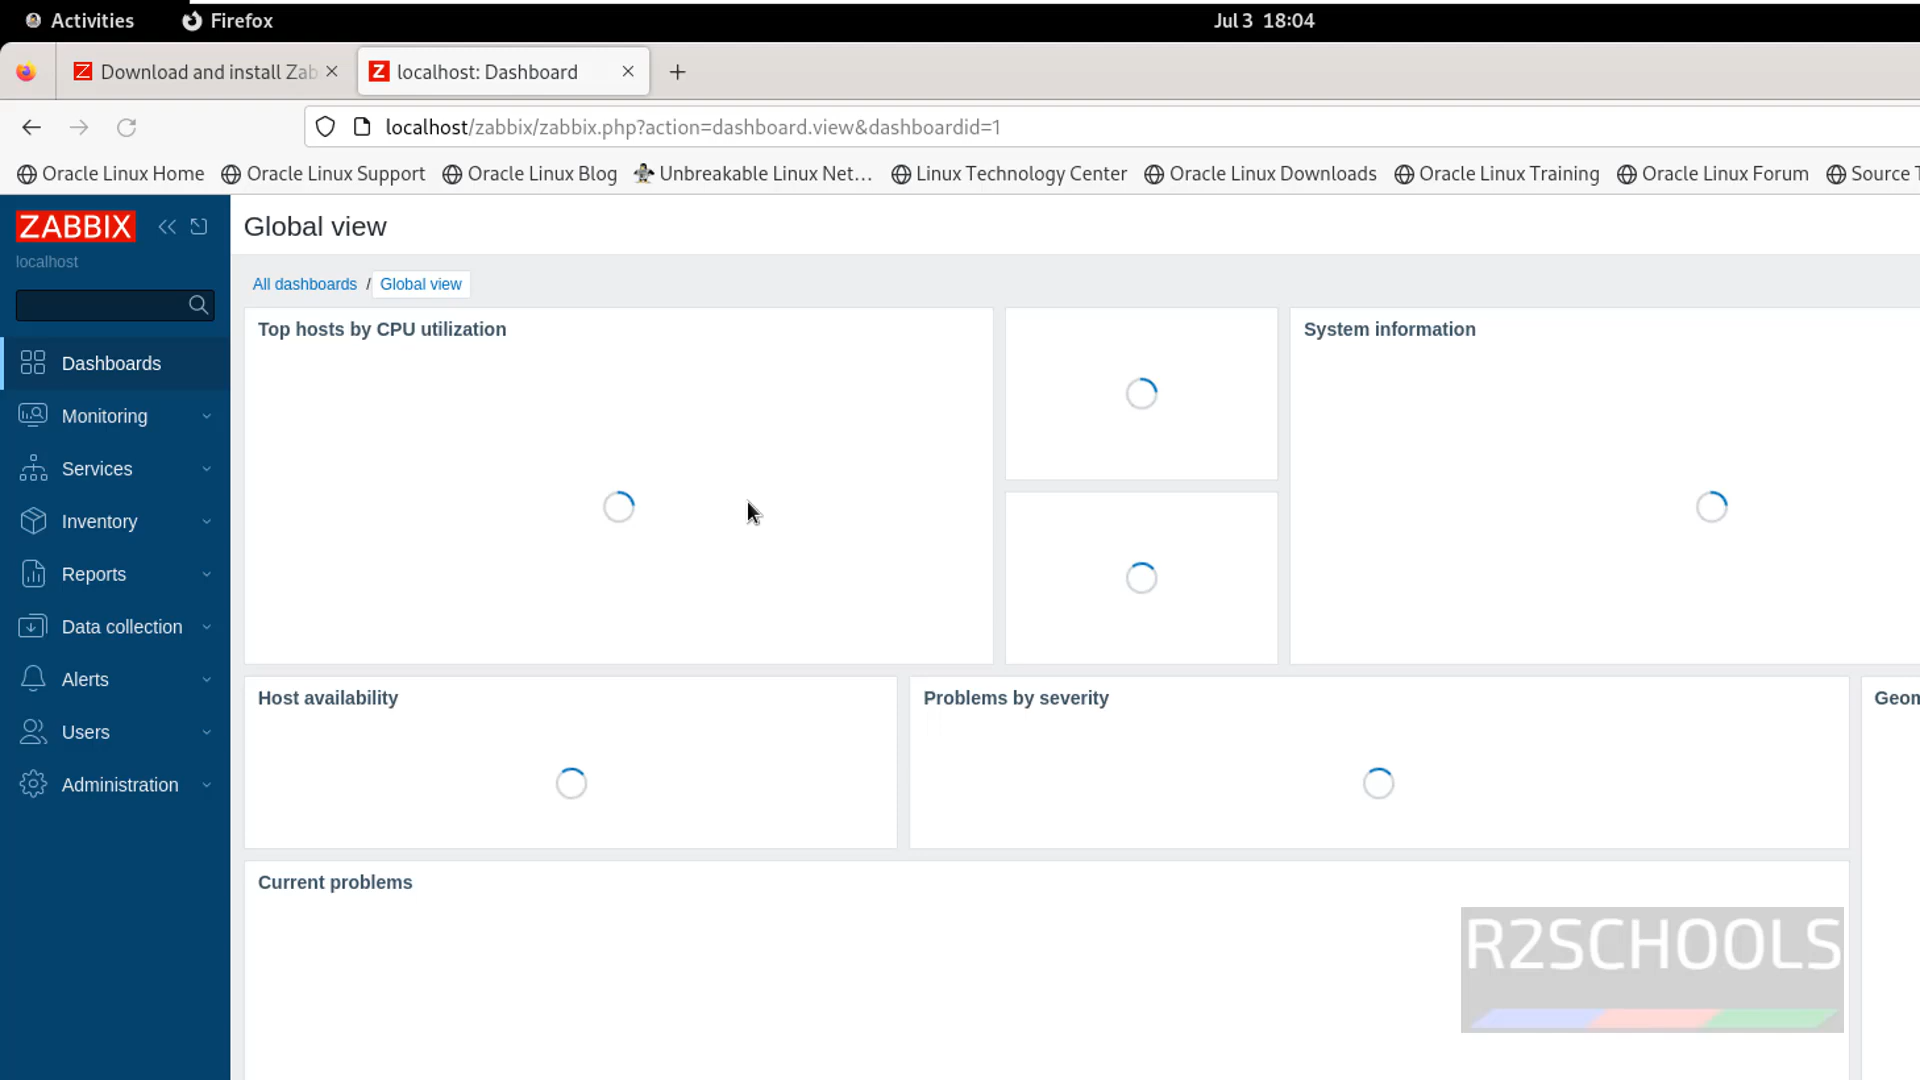 Activities Firefox Jul 3 18:04
Download and install Zab localhost: Dashboard
localhost/zabbix/zabbix.php?action=dashboard.view&dashboardid=1
Oracle Linux Home Oracle Linux Support Oracle Linux Blog Unbreakable Linux Net... Linux Technology Center Oracle Linux Downloads Oracle Linux Training Oracle Linux Forum Source T
ZABBIX
localhost
Global view
All dashboards / Global view
Dashboards
Monitoring
Services
Inventory
Reports
Data collection
Alerts
Users
Administration
Top hosts by CPU utilization
System information
Host availability
Problems by severity
Geom
Current problems
R2SCHOOLS